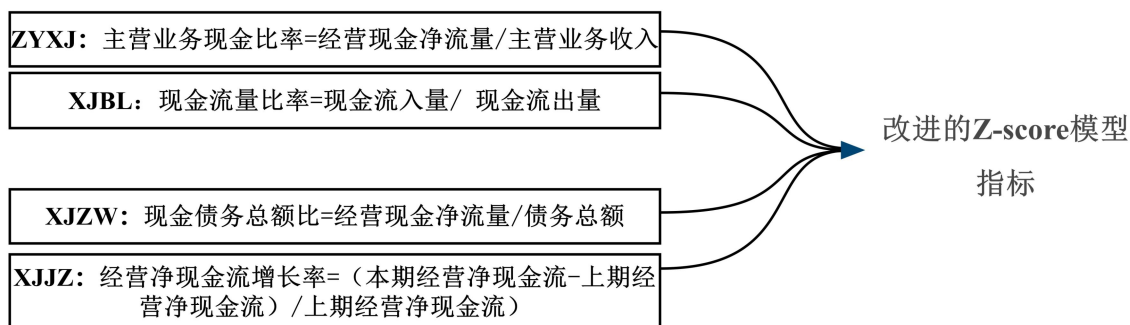 ZYXJ：主营业务现金比率=经营现金净流量/主营业务收入
XJBL：现金流量比率=现金流入量/ 现金流出量
XJZW：现金债务总额比=经营现金净流量/债务总额
XJJZ：经营净现金流增长率=（本期经营净现金流-上期经
营净现金流）/上期经营净现金流）
改进的Z-score模型
指标